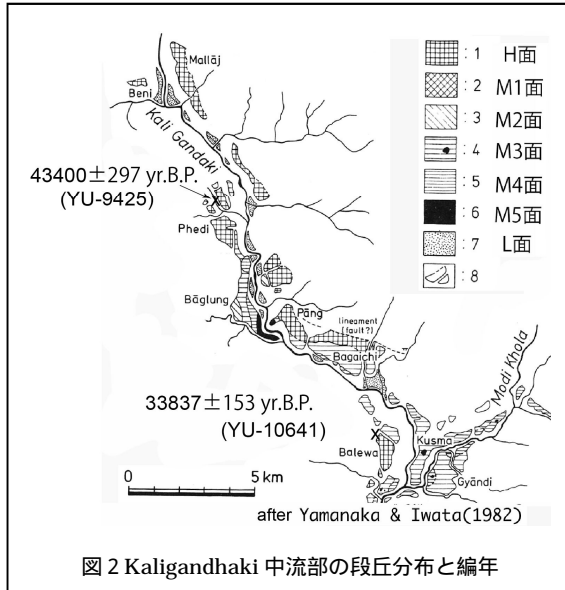 Mallāj
Beni
Kali Gandaki
43400±297 yr.B.P.
(YU-9425)
Phedi
Bāglung
Pāng
lineament
(fault?)
Bagaichi
Modi Khola
33837±153 yr.B.P.
(YU-10641)
Kusma
Balewa
Gyāndi
: 1 H面
: 2 M1面
: 3 M2面
: 4 M3面
: 5 M4面
: 6 M5面
: 7 L面
: 8
0 5 km
after Yamanaka & Iwata(1982)
図 2 Kaligandhaki 中流部の段丘分布と編年